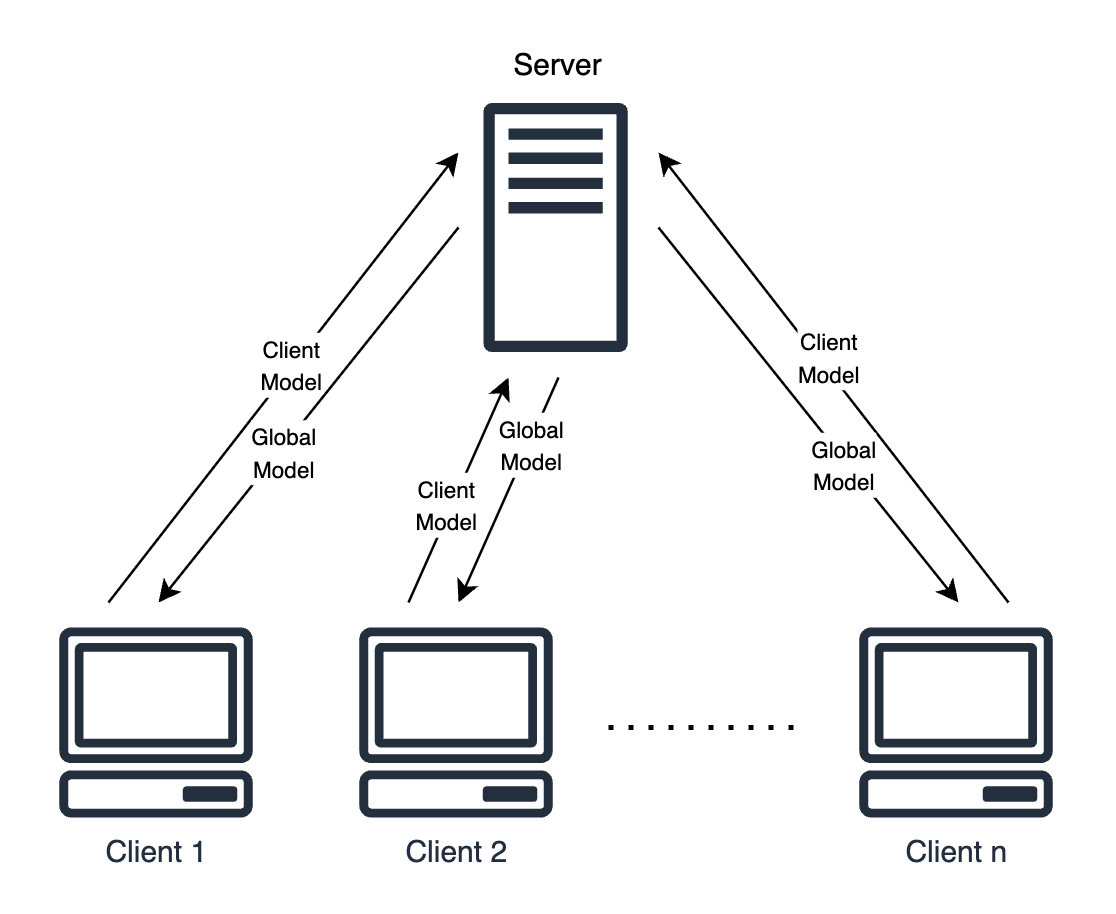 Server
Client
Model
Global
Model
Client
Model
Global
Model
Client
Model
Global
Model
Client 1
Client 2
Client n